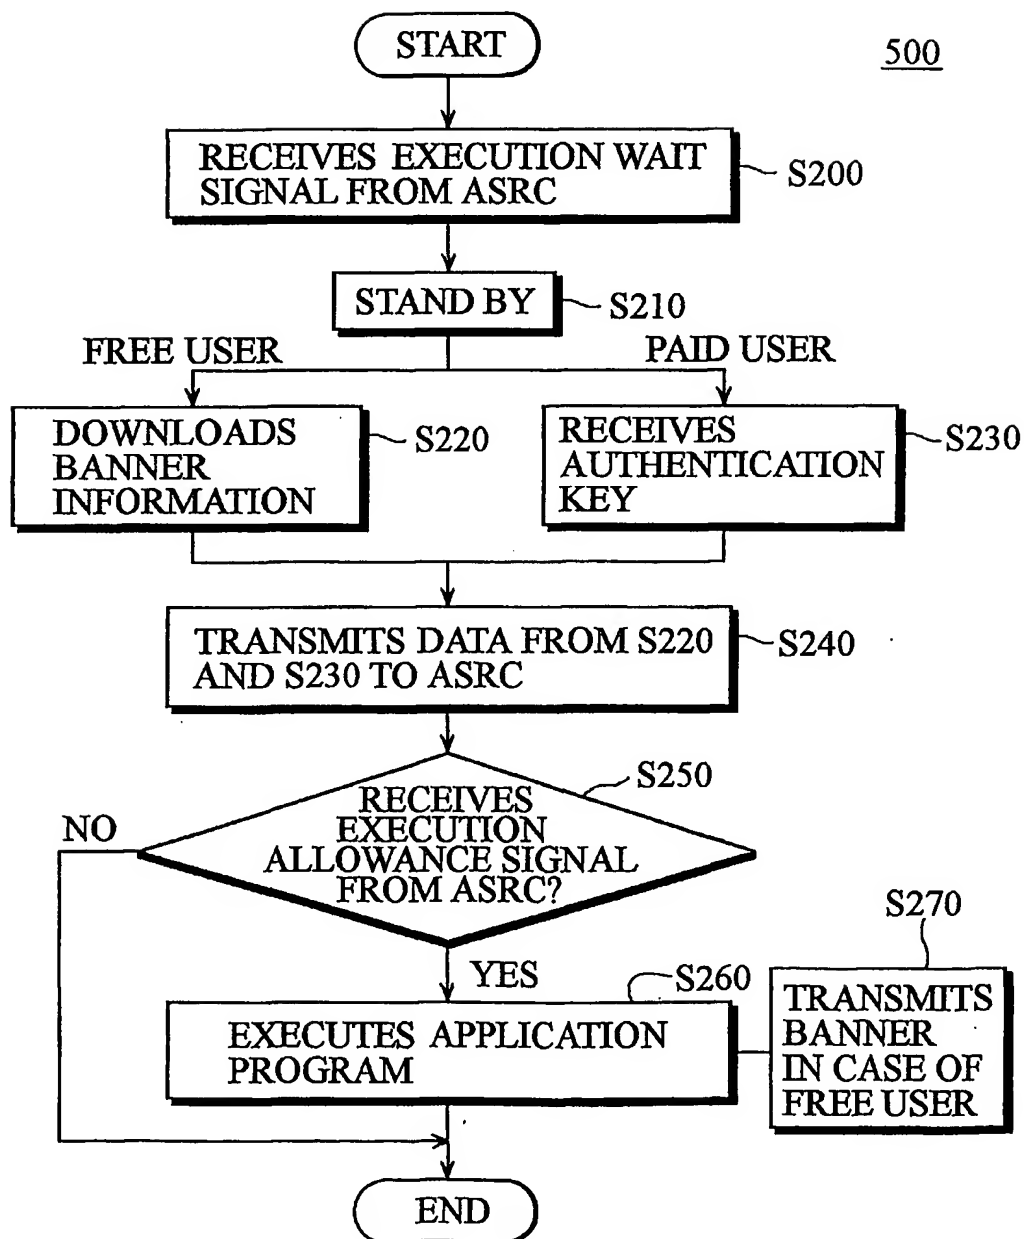 START
500
RECEIVES EXECUTION WAIT
SIGNAL FROM ASRC
S200
STAND BY
S210
FREE USER
PAID USER
DOWNLOADS
BANNER
INFORMATION
S220
RECEIVES
AUTHENTICATION
KEY
S230
TRANSMITS DATA FROM S220
AND S230 TO ASRC
S240
RECEIVES
EXECUTION
ALLOWANCE SIGNAL
FROM ASRC?
S250
NO
YES
EXECUTES APPLICATION
PROGRAM
S260
S270
TRANSMITS
BANNER
IN CASE OF
FREE USER
END